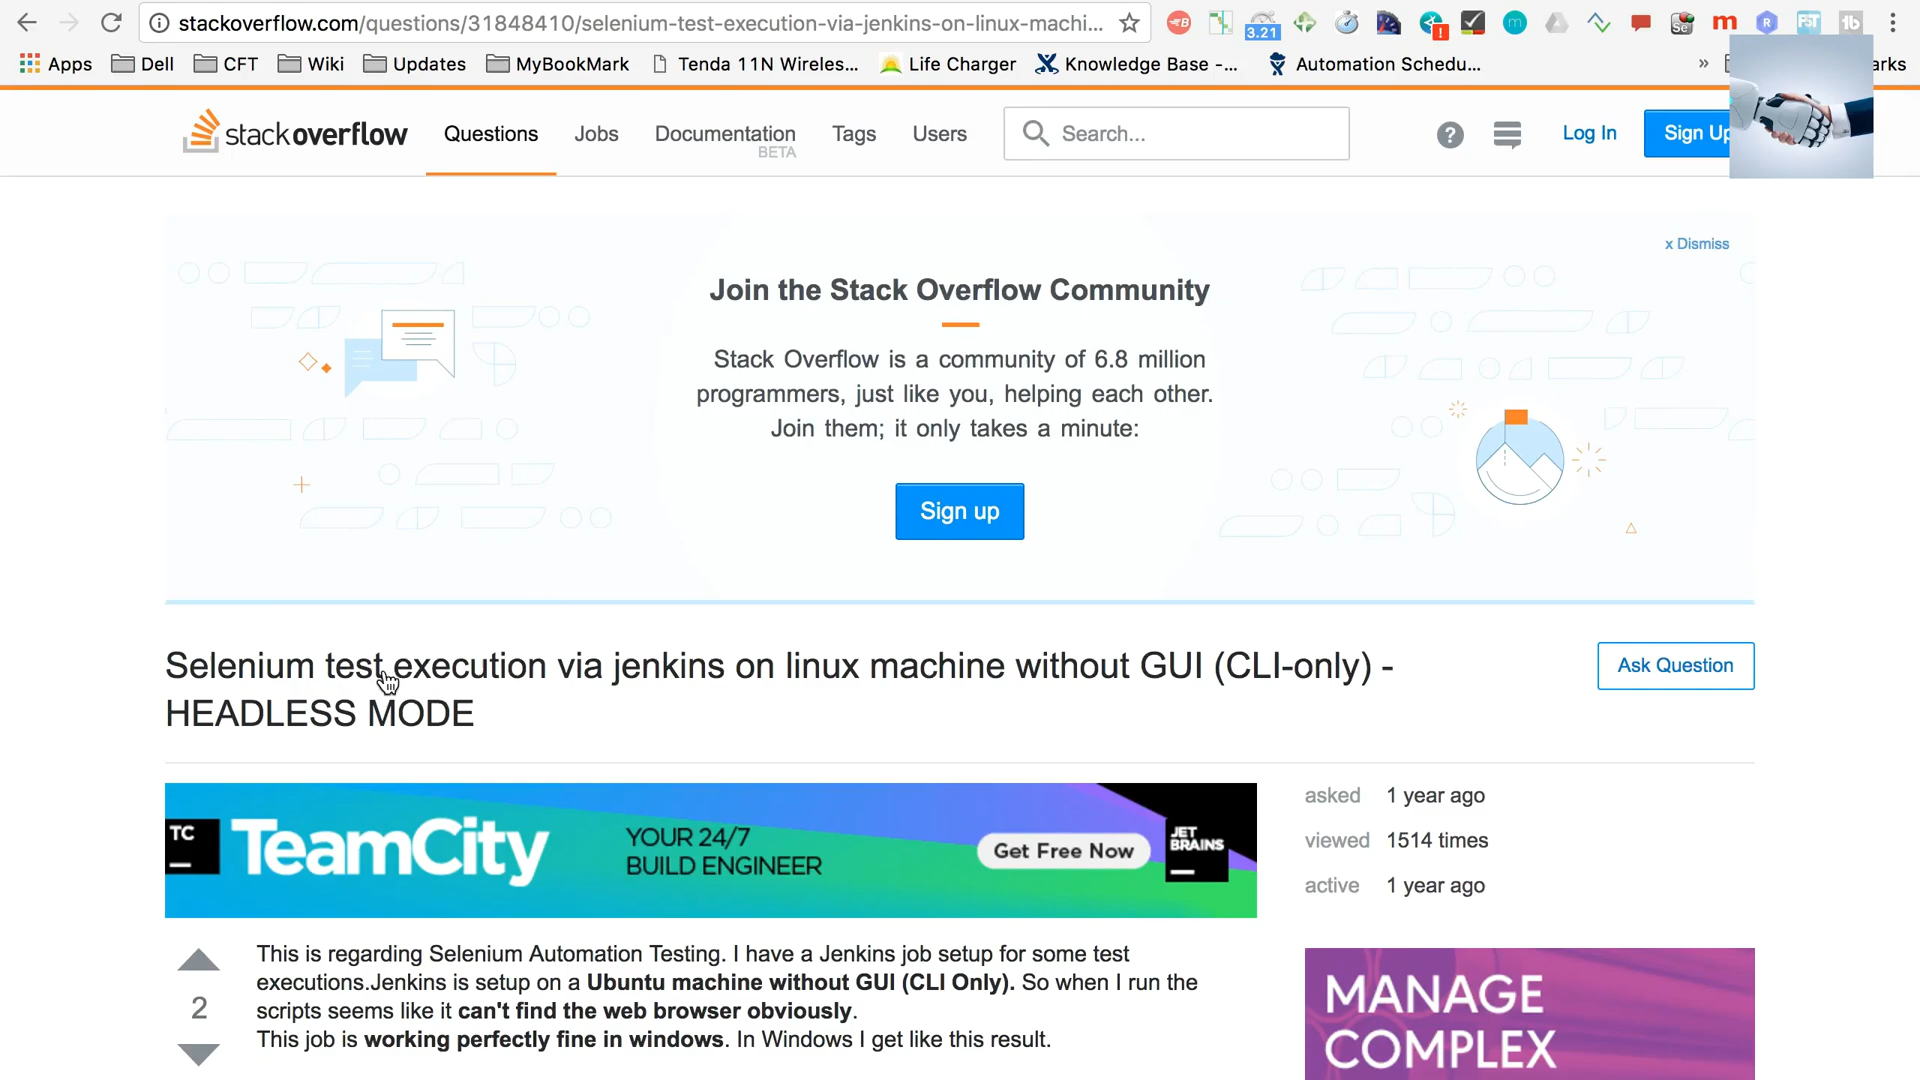 stackoverflow.com/questions/31848410/selenium-test-execution-via-jenkins-on-linux-machi...
3.21
Apps Dell CFT Wiki Updates MyBookMark Tenda 11N Wireles... Life Charger Knowledge Base -... Automation Schedu... » arks
stackoverflow Questions Jobs Documentation BETA Tags Users Search... Log In Sign Up
x Dismiss
Join the Stack Overflow Community
Stack Overflow is a community of 6.8 million
programmers, just like you, helping each other.
Join them; it only takes a minute:
Sign up
Selenium test execution via jenkins on linux machine without GUI (CLI-only) -
HEADLESS MODE
Ask Question
TC TeamCity
YOUR 24/7
BUILD ENGINEER
Get Free Now
JET
BRAINS
asked 1 year ago
viewed 1514 times
active 1 year ago
2
This is regarding Selenium Automation Testing. I have a Jenkins job setup for some test
executions.Jenkins is setup on a Ubuntu machine without GUI (CLI Only). So when I run the
scripts seems like it can't find the web browser obviously.
This job is working perfectly fine in windows. In Windows I get like this result.
MANAGE
COMPLEX